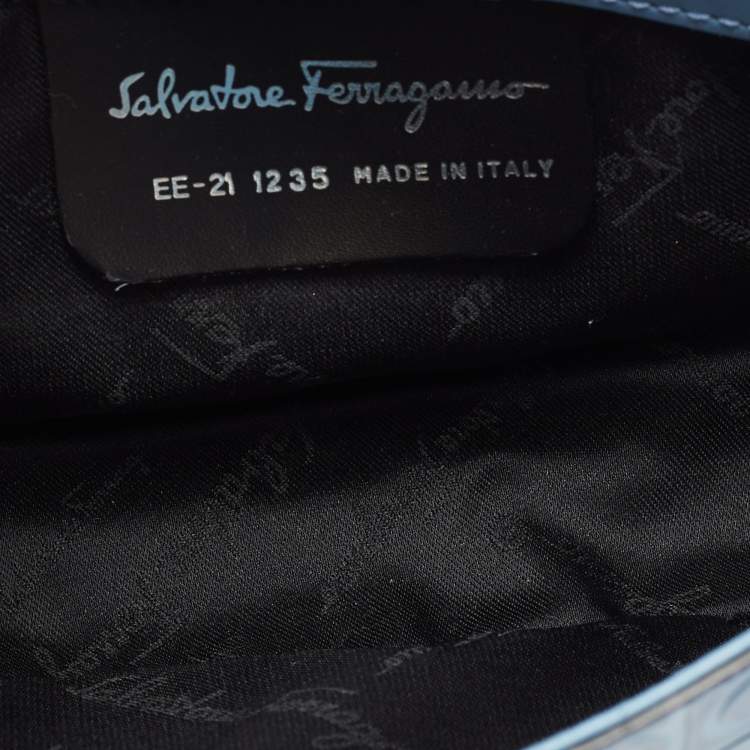 Salvatore Ferragamo
EE-21 1235 MADE IN ITALY